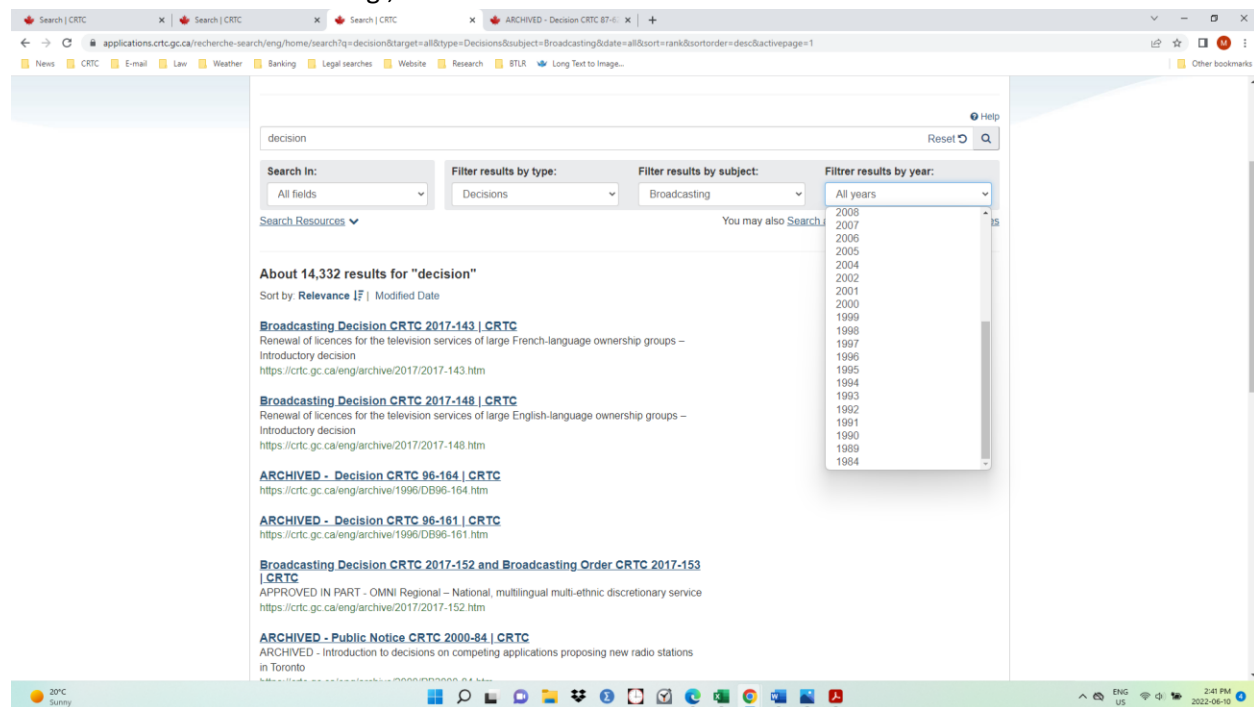 Search | CRTC
Search | CRTC
Search | CRTC
ARCHIVED - Decision CRTC 87-6
applications.crtc.gc.ca/recherche-search/eng/home/search?q=decision&target=all&type=Decisions&subject=Broadcasting&date=all&sort=rank&sortorder=desc&activepage=1
M
News CRTC E-mail Law Weather Banking Legal searches Website Research BTLR Long Text to Image... Other bookmarks
Help
decision Reset
Search In: Filter results by type: Filter results by subject: Filtrer results by year:
All fields Decisions Broadcasting All years
Search Resources You may also Search
2008
2007
2006
2005
2004
2002
2001
2000
1999
1998
1997
1996
1995
1994
1993
1992
1991
1990
1989
1984
About 14,332 results for "decision"
Sort by: Relevance | Modified Date
Broadcasting Decision CRTC 2017-143 | CRTC
Renewal of licences for the television services of large French-language ownership groups –
Introductory decision
https://crtc.gc.ca/eng/archive/2017/2017-143.htm
Broadcasting Decision CRTC 2017-148 | CRTC
Renewal of licences for the television services of large English-language ownership groups –
Introductory decision
https://crtc.gc.ca/eng/archive/2017/2017-148.htm
ARCHIVED - Decision CRTC 96-164 | CRTC
https://crtc.gc.ca/eng/archive/1996/DB96-164.htm
ARCHIVED - Decision CRTC 96-161 | CRTC
https://crtc.gc.ca/eng/archive/1996/DB96-161.htm
Broadcasting Decision CRTC 2017-152 and Broadcasting Order CRTC 2017-153
| CRTC
APPROVED IN PART - OMNI Regional – National, multilingual multi-ethnic discretionary service
https://crtc.gc.ca/eng/archive/2017/2017-152.htm
ARCHIVED - Public Notice CRTC 2000-84 | CRTC
ARCHIVED - Introduction to decisions on competing applications proposing new radio stations
in Toronto
20°C
Sunny
ENG
US
2:41 PM
2022-06-10
4